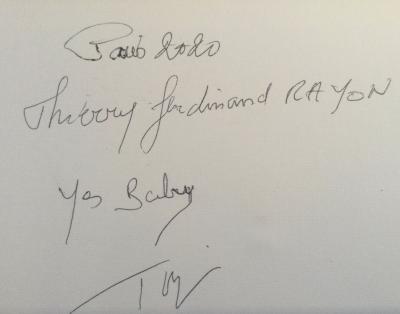 Paris 2020
Thierry Ferdinand RAYON
Yes Baby